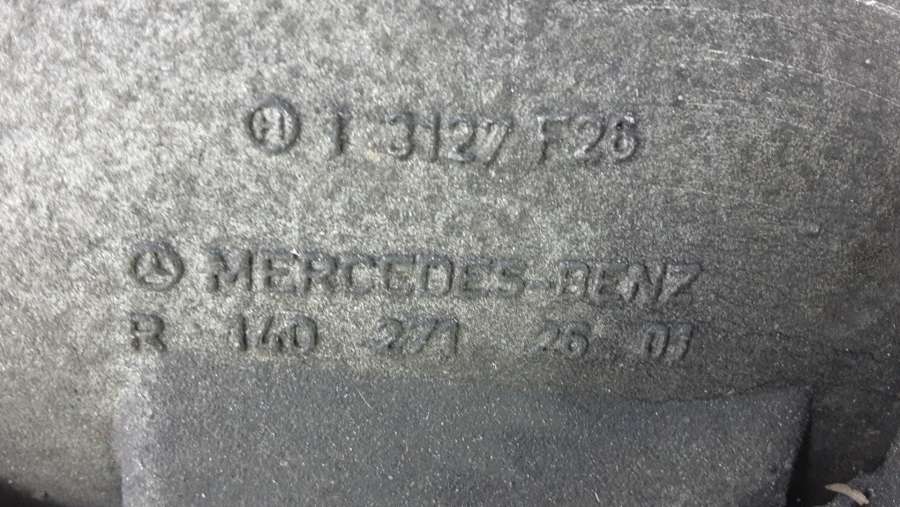 1 3127 F26
MERCEDES-BENZ
R 140 271 26 01